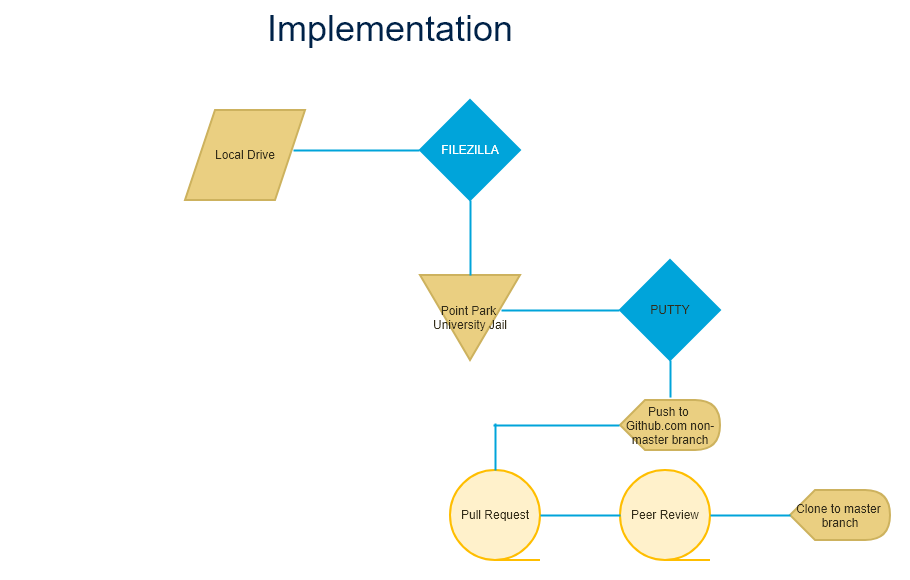 Implementation
Local Drive
FILEZILLA
Point Park
University Jail
PUTTY
Push to
Github.com non-
master branch
Pull Request
Peer Review
Clone to master
branch